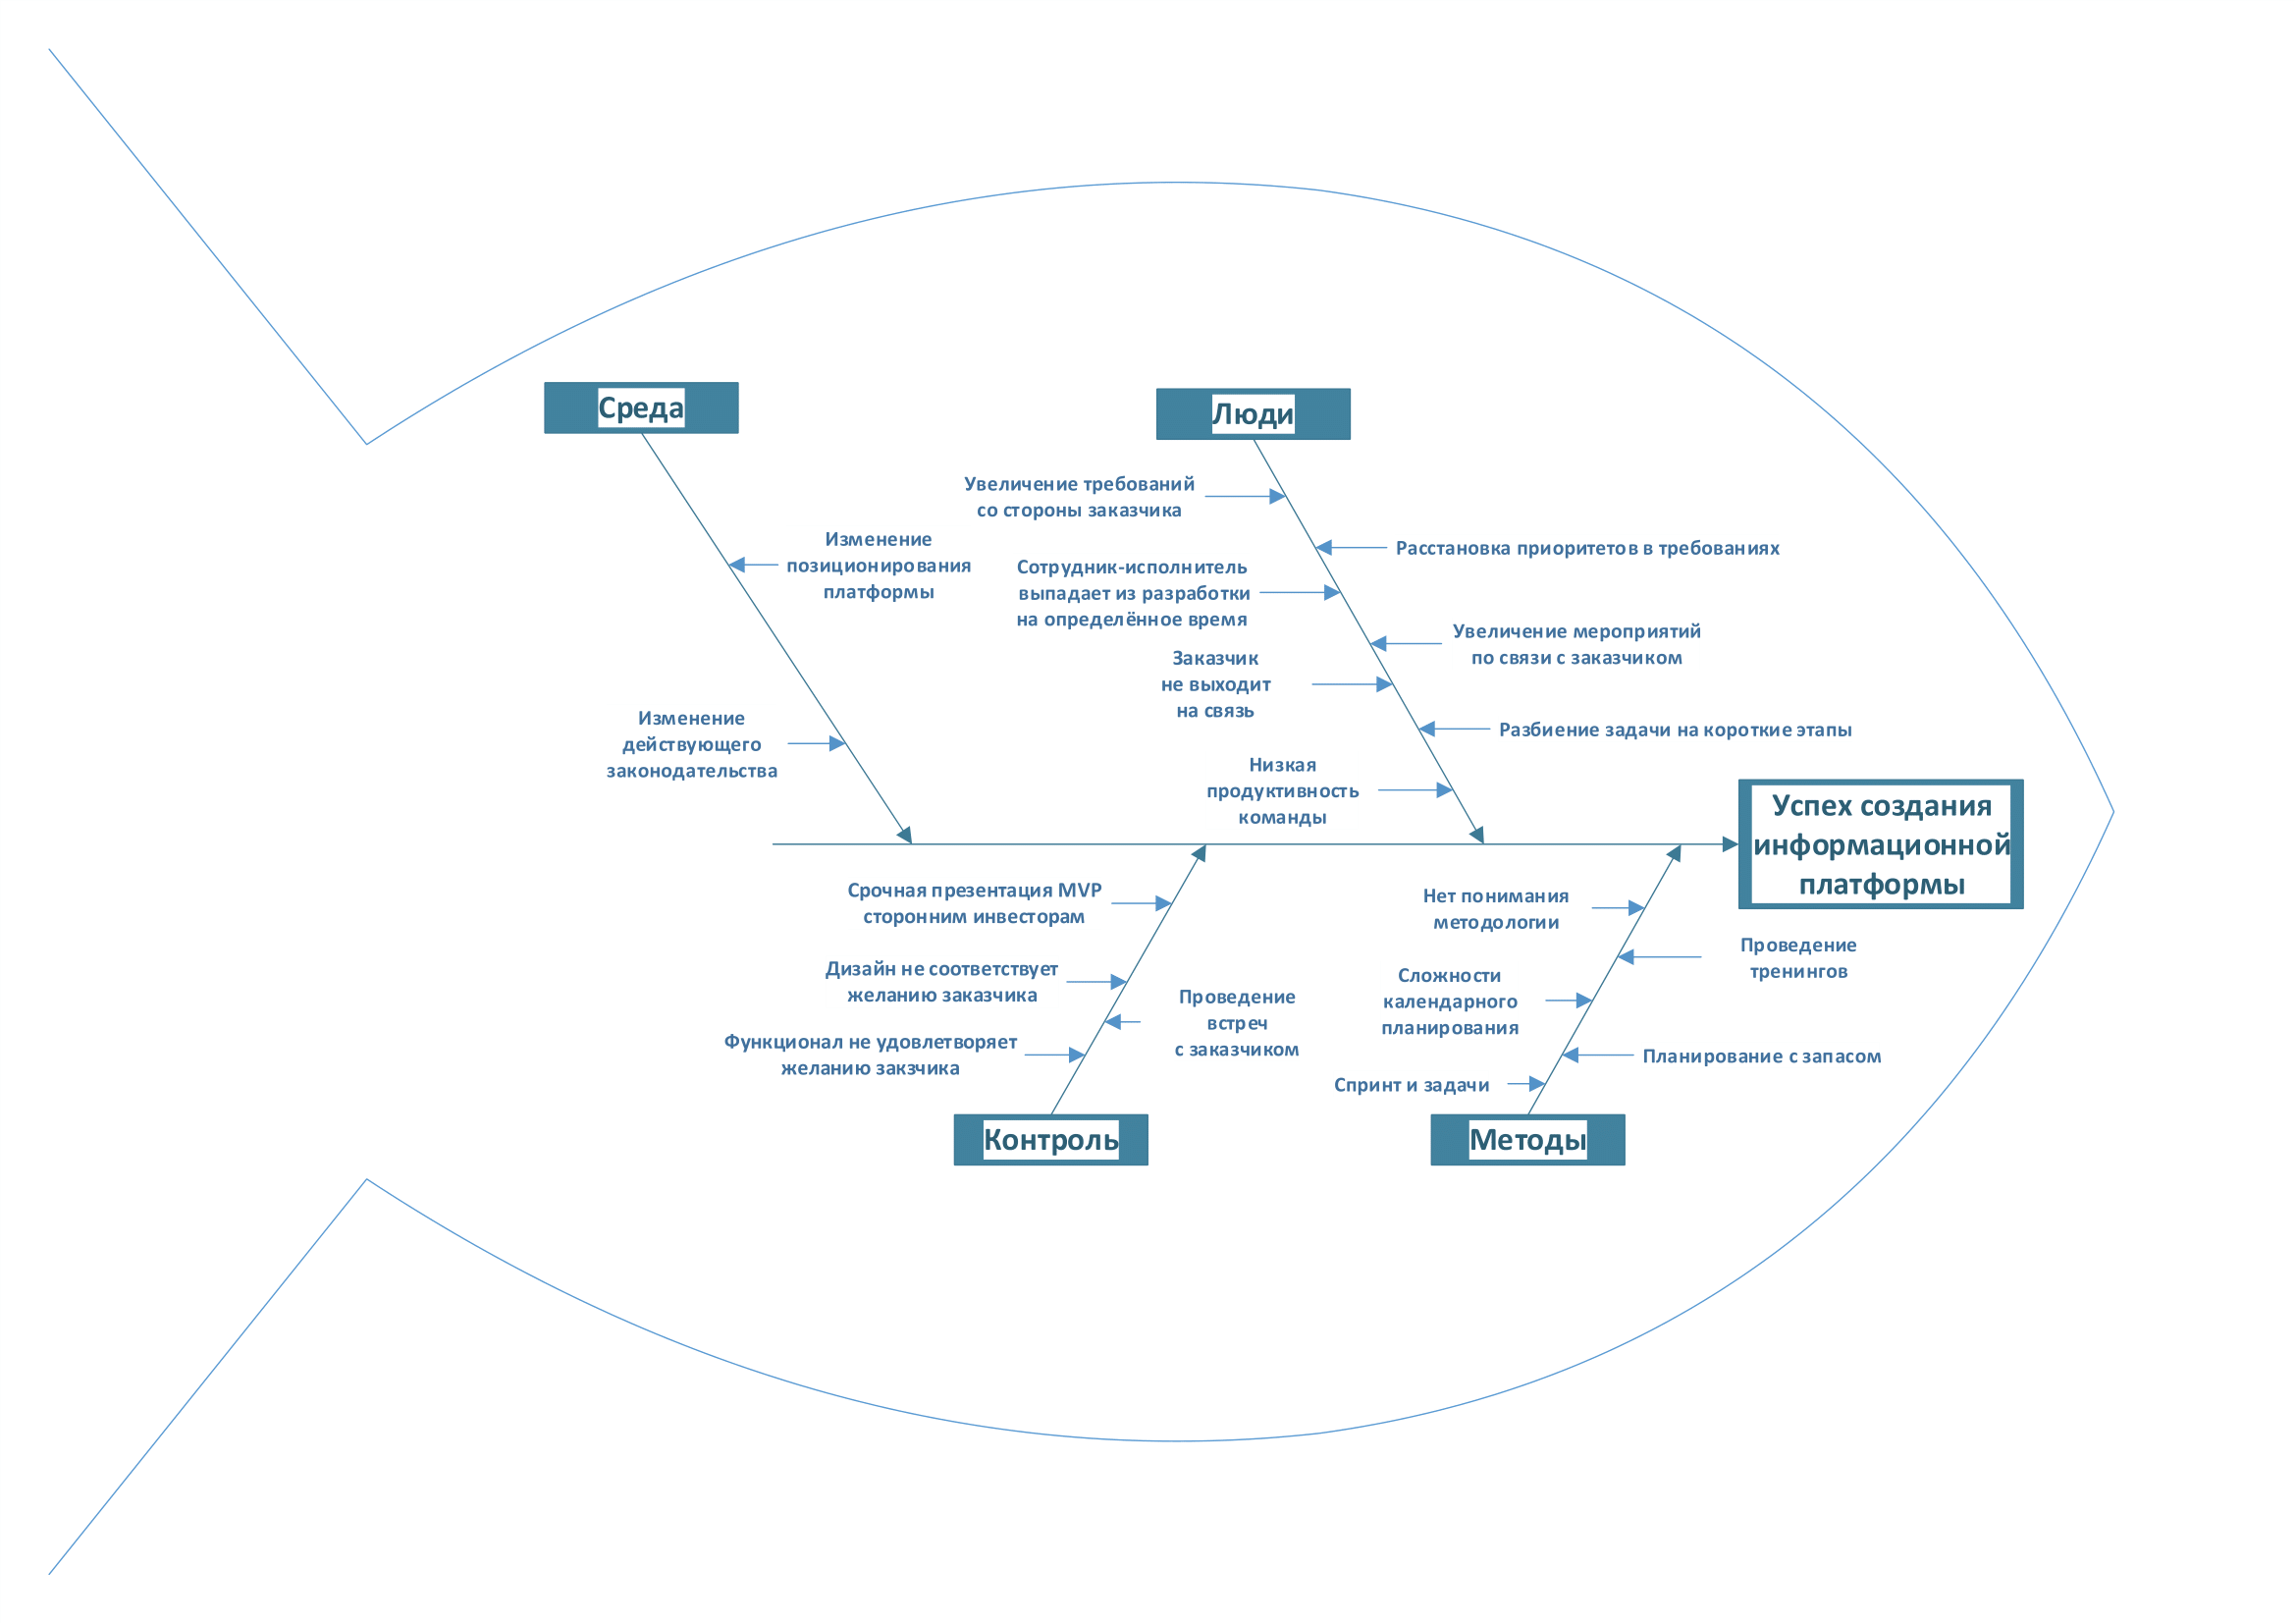 Среда
Люди
Увеличение требований
со стороны заказчика
Изменение
позиционирования
платформы
Расстановка приоритетов в требованиях
Сотрудник-исполнитель
выпадает из разработки
на определённое время
Увеличение мероприятий
по связи с заказчиком
Заказчик
не выходит
на связь
Изменение
действующего
законодательства
Разбиение задачи на короткие этапы
Низкая
продуктивность
команды
Успех создания
информационной
платформы
Срочная презентация MVP
сторонним инвесторам
Нет понимания
методологии
Проведение
тренингов
Дизайн не соответствует
желанию заказчика
Сложности
календарного
планирования
Проведение
встреч
с заказчиком
Функционал не удовлетворяет
желанию закзчика
Планирование с запасом
Спринт и задачи
Контроль
Методы